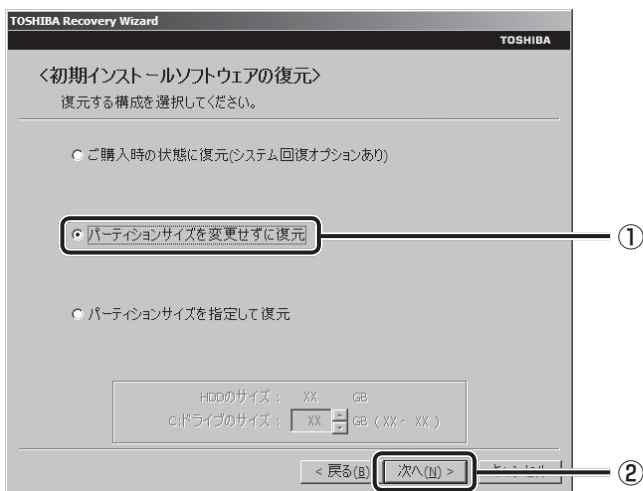 TOSHIBA Recovery Wizard
TOSHIBA
<初期インストールソフトウェアの復元>
復元する構成を選択してください。
ご購入時の状態に復元(システム回復オプションあり)
パーティションサイズを変更せずに復元
①
パーティションサイズを指定して復元
HDDのサイズ： XX GB
C:ドライブのサイズ： XX GB ( XX - XX )
< 戻る(B) 次へ(N) >
②